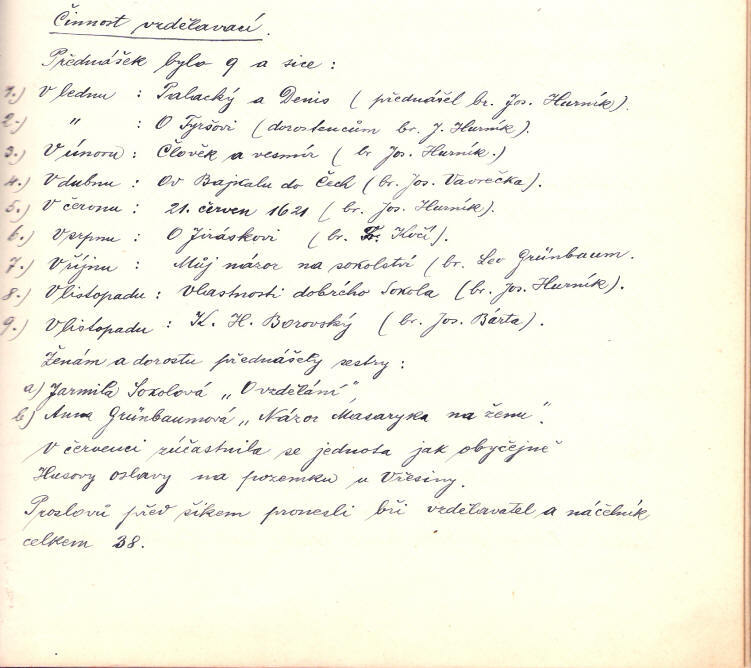 Činnost vzdělavací.
Přednášek bylo 9 a sice :
1.) V lednu : Palacký a Denis ( přednášel br. Jos. Hurník).
2.) " : O Tyršovi ( dorostencům br. J. Hurník).
3.) V únoru : Člověk a vesmír ( br Jos. Hurník.)
4.) V dubnu : Od Bajkalu do Čech ( br. Jos. Vavrečka).
5.) V červnu : 21. červen 1621 ( br. Jos. Hurník).
6.) V srpnu : O Jiráskovi ( br. Fr. Kočí).
7.) V říjnu : Můj názor na sokolství ( br. Leo Grünbaum.
8.) V listopadu : Vlastnosti dobrého Sokola ( br. Jos. Hurník).
9.) V listopadu : K. H. Borovský ( br. Jos. Bárta).
Ženám a dorostu přednášely sestry :
a) Jarmila Sokolová „ O vzdělání "
b) Anna Grünbaumová „ Názor Masaryka na ženu ".
V červenci zúčastnila se jednota jak obyčejně
Husovy oslavy na pozemku u Vřesiny.
Proslovů před šikem pronesli bři vzdělavatel a náčelník
celkem 38.